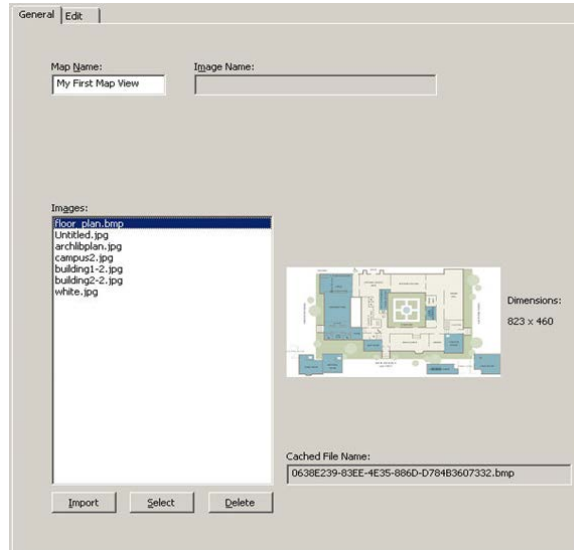 General
Edit
Map Name:
Image Name:
My First Map View
Images:
floor_plan.bmp
Untitled.jpg
archlibplan.jpg
campus2.jpg
building1-2.jpg
building2-2.jpg
white.jpg
Dimensions:
823 x 460
Cached File Name:
0638E239-83EE-4E35-886D-D784B3607332.bmp
Import
Select
Delete